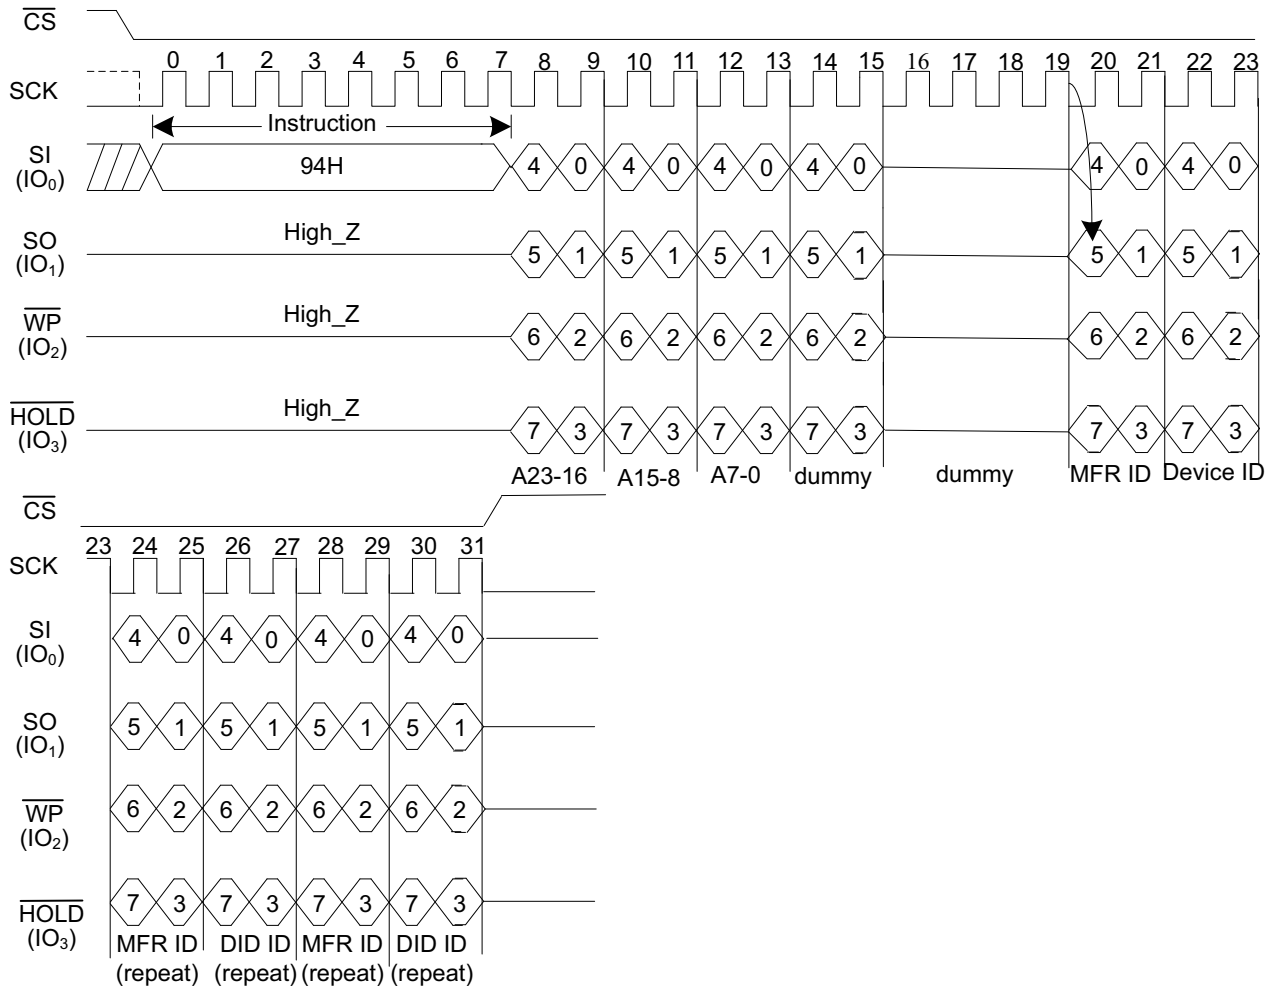 CS
0 1 2 3 4 5 6 7 8 9 10 11 12 13 14 15 16 17 18 19 20 21 22 23
SCK
Instruction
SI
(IO0)
94H
4 0 4 0 4 0 4 0 4 0 4 0
SO
(IO1)
High_Z
5 1 5 1 5 1 5 1 5 1 5 1
WP
(IO2)
High_Z
6 2 6 2 6 2 6 2 6 2 6 2
HOLD
(IO3)
High_Z
7 3 7 3 7 3 7 3 7 3 7 3
A23-16 A15-8 A7-0 dummy dummy MFR ID Device ID
CS
23 24 25 26 27 28 29 30 31
SCK
SI
(IO0)
4 0 4 0 4 0 4 0
SO
(IO1)
5 1 5 1 5 1 5 1
WP
(IO2)
6 2 6 2 6 2 6 2
HOLD
(IO3)
7 3 7 3 7 3 7 3
MFR ID DID ID MFR ID DID ID
(repeat) (repeat) (repeat) (repeat)